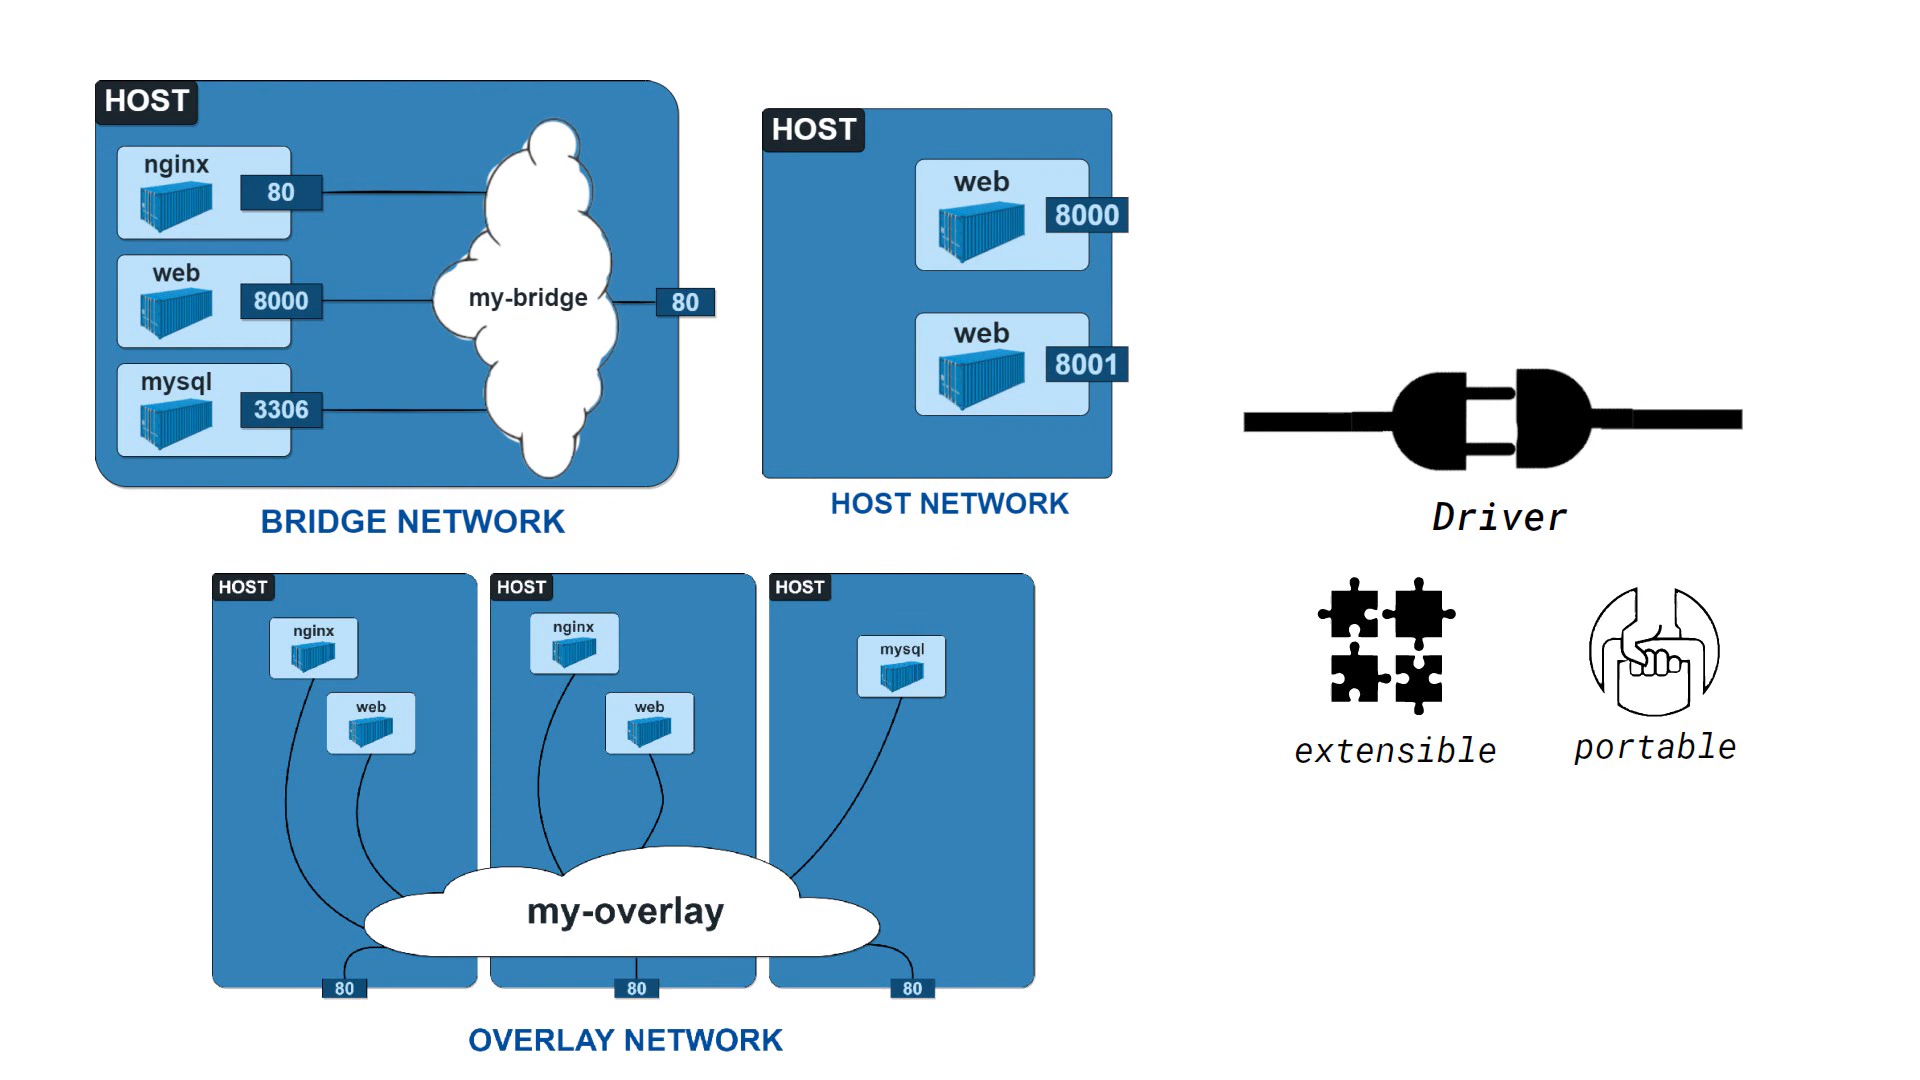 HOST
nginx
80
web
8000
mysql
3306
my-bridge
80
BRIDGE NETWORK
HOST
web
8000
web
8001
HOST NETWORK
Driver
extensible
portable
HOST
nginx
web
HOST
nginx
web
HOST
mysql
my-overlay
80
80
80
OVERLAY NETWORK